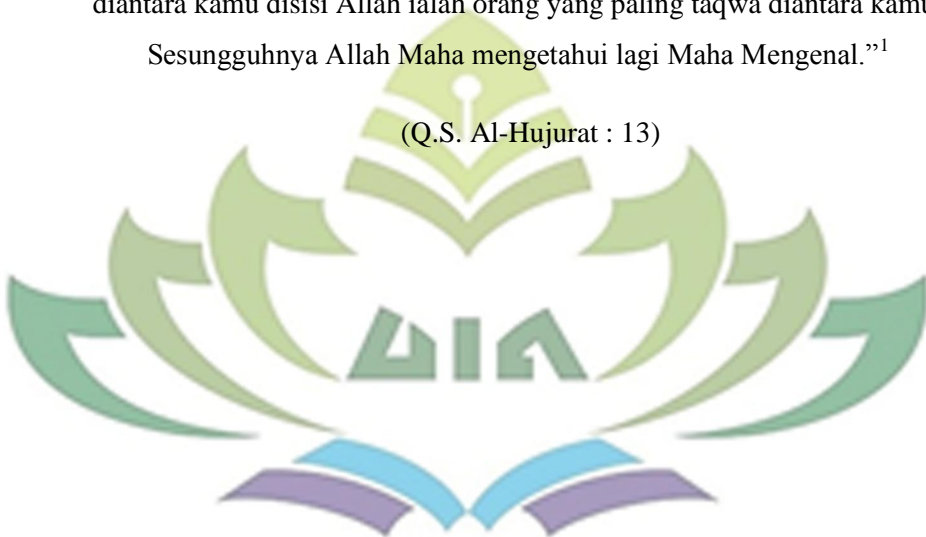 diantara kamu disisi Allah ialah orang yang paling taqwa diantara kamu
Sesungguhnya Allah Maha mengetahui lagi Maha Mengenal.”¹
(Q.S. Al-Hujurat : 13)
UIN